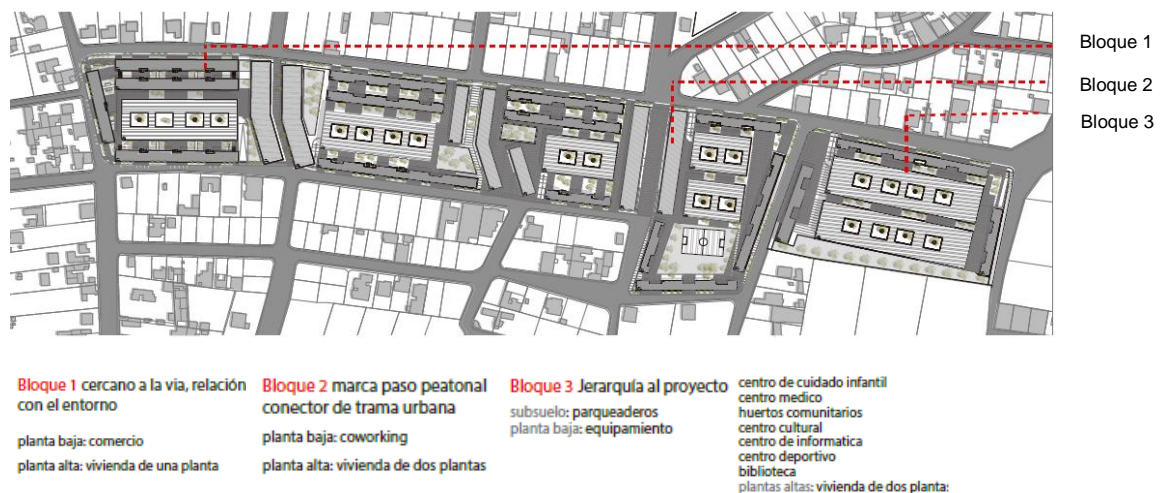 Bloque 1
Bloque 2
Bloque 3
Bloque 1 cercano a la via, relación
con el entorno
planta baja: comercio
planta alta: vivienda de una planta
Bloque 2 marca paso peatonal
conector de trama urbana
planta baja: coworking
planta alta: vivienda de dos plantas
Bloque 3 Jerarquía al proyecto
subsuelo: parqueaderos
planta baja: equipamiento
centro de cuidado infantil
centro medico
huertos comunitarios
centro cultural
centro de informatica
centro deportivo
biblioteca
plantas altas: vivienda de dos planta: